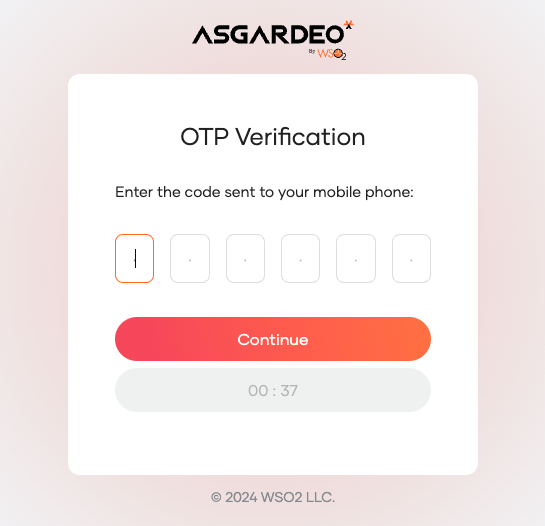 ASGARDEO
By WSO2
OTP Verification
Enter the code sent to your mobile phone:
Continue
00 : 37
© 2024 WSO2 LLC.